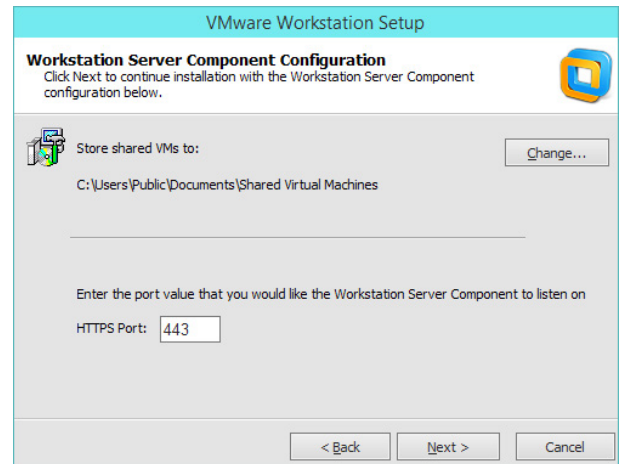 VMware Workstation Setup
Workstation Server Component Configuration
Click Next to continue installation with the Workstation Server Component
configuration below.
Store shared VMs to:
Change...
C:\Users\Public\Documents\Shared Virtual Machines
Enter the port value that you would like the Workstation Server Component to listen on
HTTPS Port: 443
< Back Next > Cancel